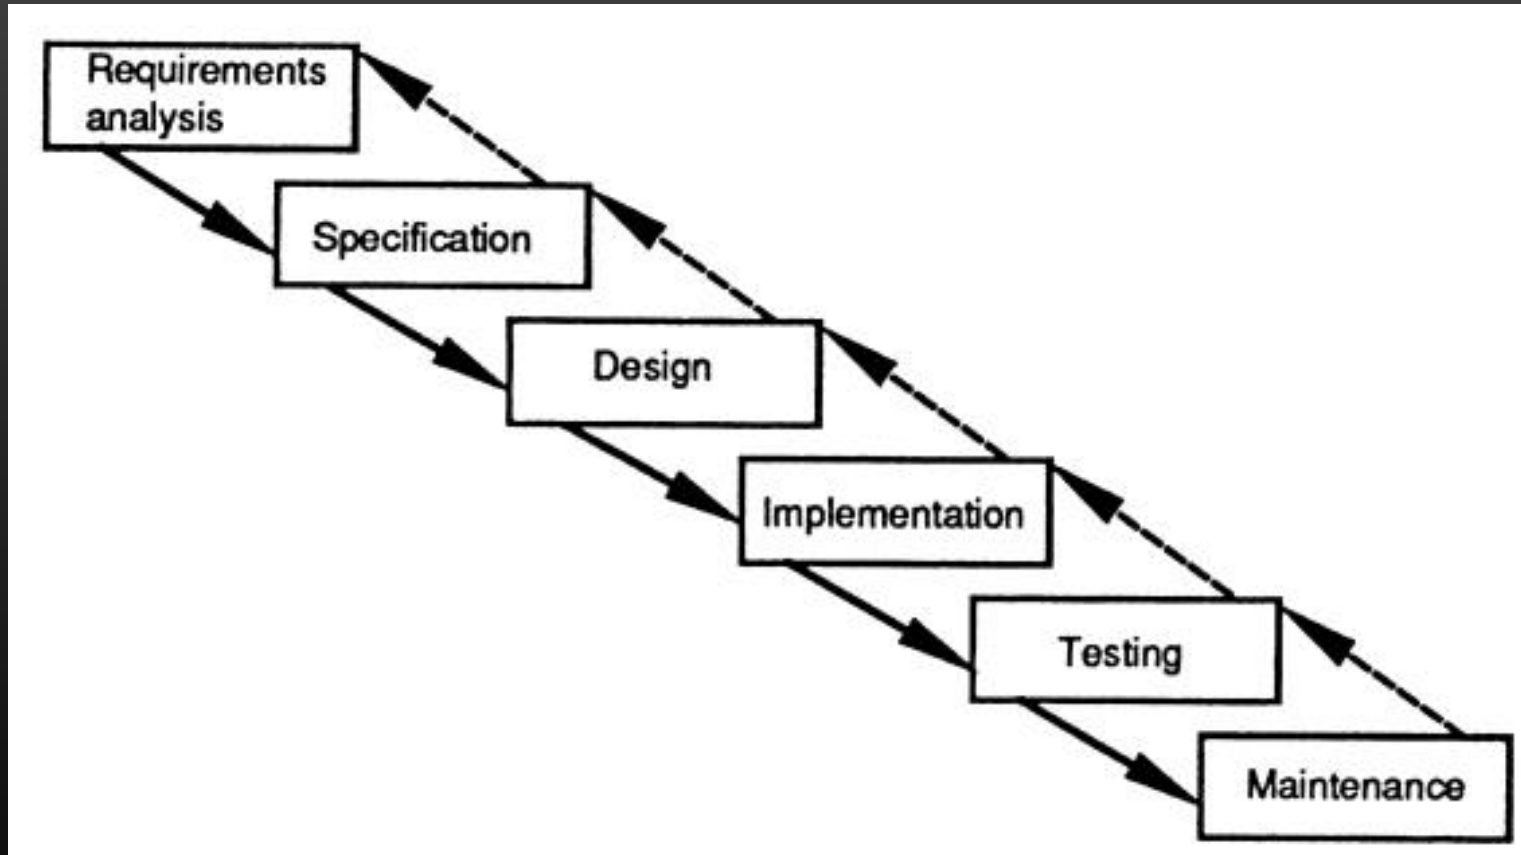 Requirements
analysis
Specification
Design
Implementation
Testing
Maintenance